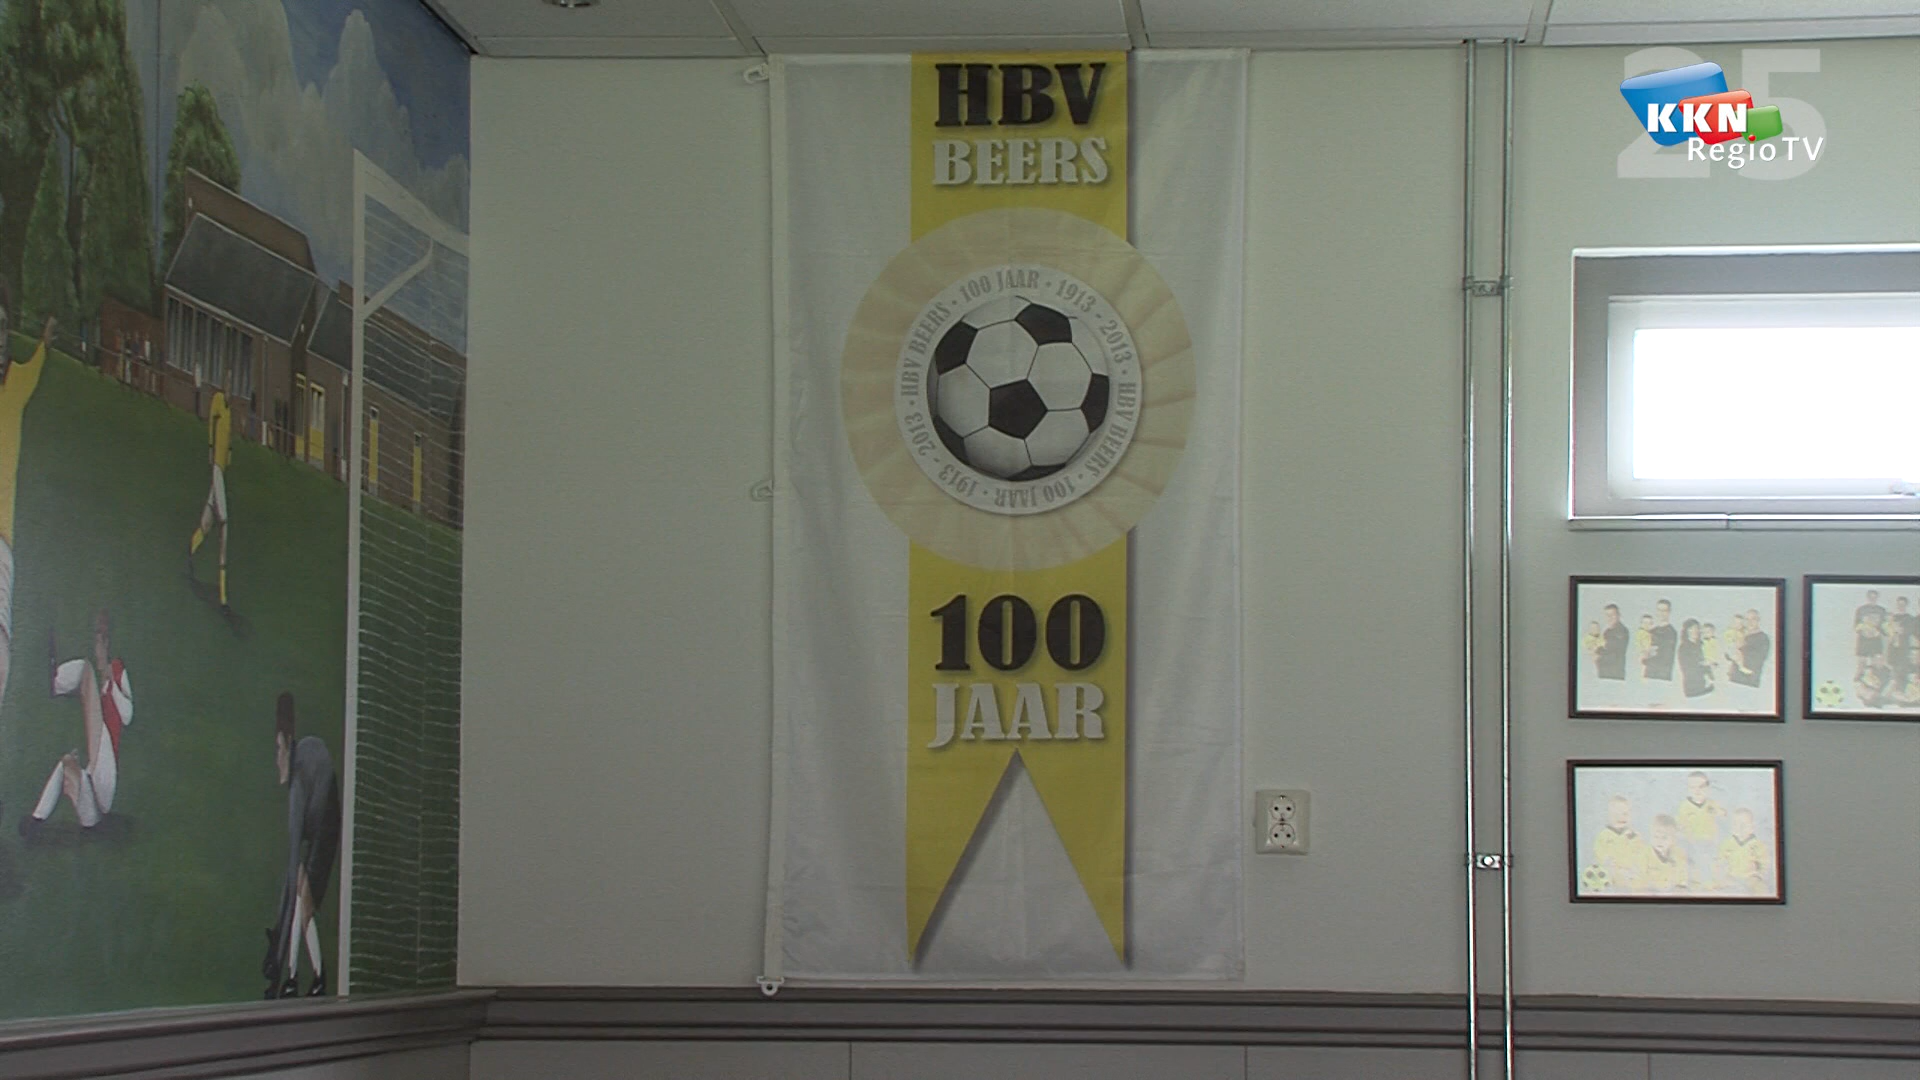 HBV
BEERS
100 JAAR • 1913 - 2013 • HBV BEERS • 100 JAAR • 1913 - 2013 • HBV BEERS •
100
JAAR
25
KKN
RegioTV